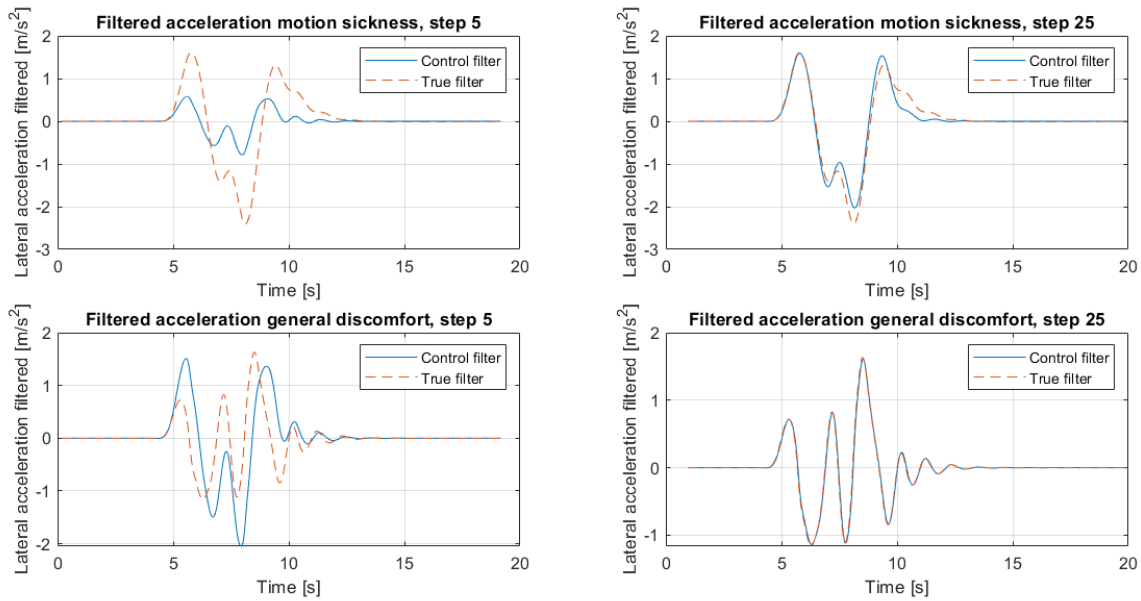 Filtered acceleration motion sickness, step 5
Lateral acceleration filtered [m/s²]
2
1
0
-1
-2
-3
0 5 10 15 20
Time [s]
Control filter
True filter
Filtered acceleration motion sickness, step 25
Lateral acceleration filtered [m/s²]
2
1
0
-1
-2
-3
0 5 10 15 20
Time [s]
Control filter
True filter
Filtered acceleration general discomfort, step 5
Lateral acceleration filtered [m/s²]
2
1
0
-1
-2
0 5 10 15 20
Time [s]
Control filter
True filter
Filtered acceleration general discomfort, step 25
Lateral acceleration filtered [m/s²]
2
1
0
-1
0 5 10 15 20
Time [s]
Control filter
True filter